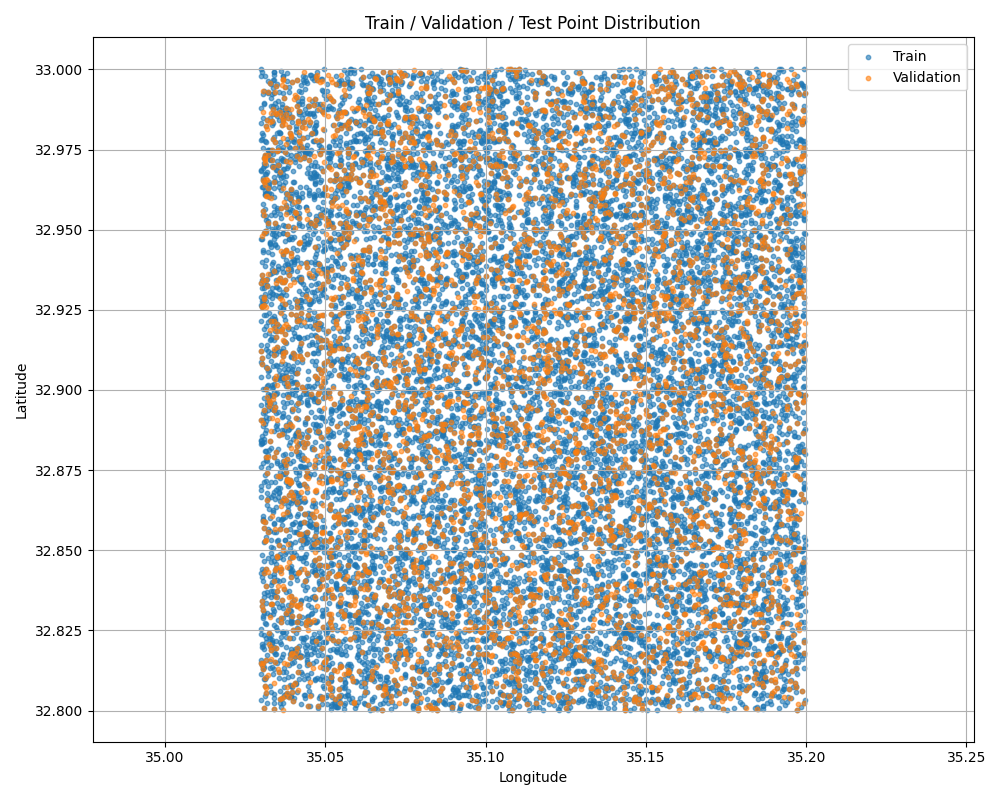 Train / Validation / Test Point Distribution
Train
Validation
33.000
32.975
32.950
32.925
32.900
32.875
32.850
32.825
32.800
Latitude
35.00 35.05 35.10 35.15 35.20 35.25
Longitude